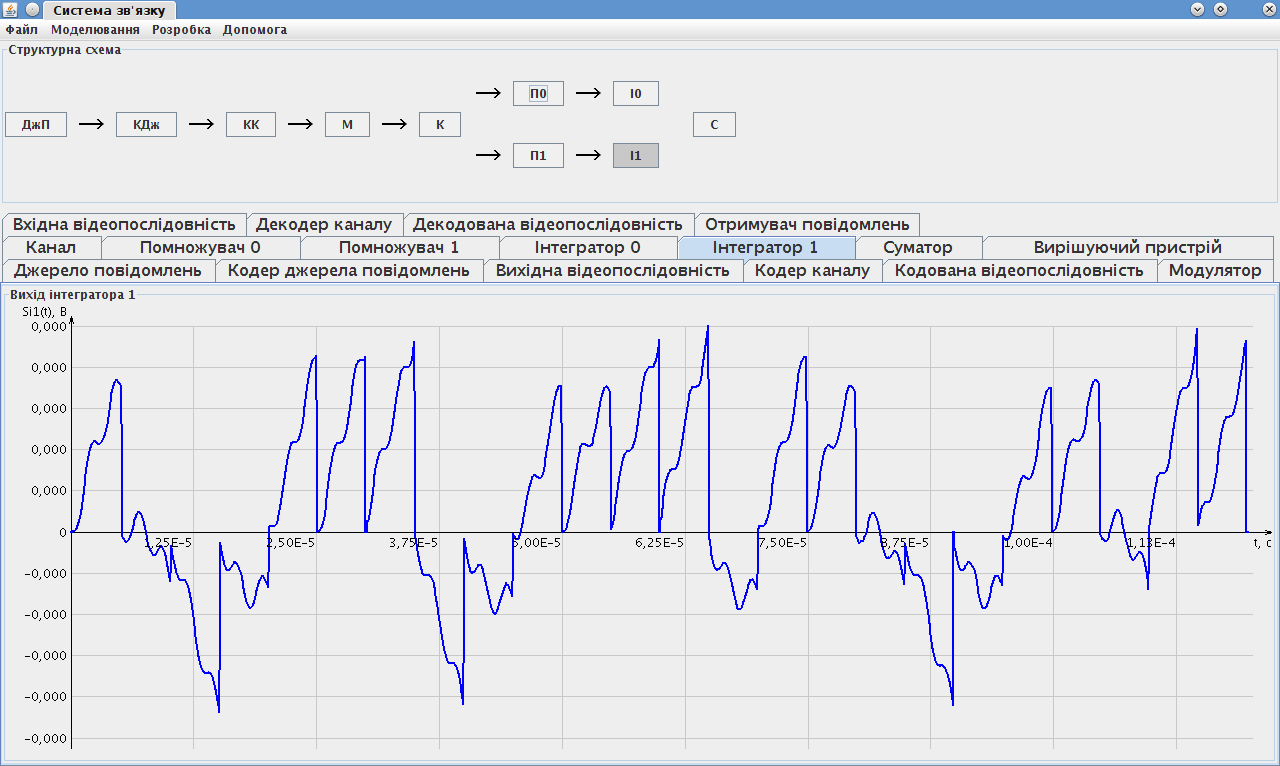 Система зв'язку
Файл Моделювання Розробка Допомога
Структурна схема
П0 І0
ДжП КДж КК М К С
П1 І1
Вхідна відеопослідовність Декодер каналу Декодована відеопослідовність Отримувач повідомлень
Канал Помножувач 0 Помножувач 1 Інтегратор 0 Інтегратор 1 Суматор Вирішуючий пристрій
Джерело повідомлень Кодер джерела повідомлень Вихідна відеопослідовність Кодер каналу Кодована відеопослідовність Модулятор
Вихід інтегратора 1
Si1(t), В
0,000
0,000
0,000
0,000
0,000
0
1,25E-5 2,50E-5 3,75E-5 5,00E-5 6,25E-5 7,50E-5 8,75E-5 1,00E-4 1,13E-4 t, с
-0,000
-0,000
-0,000
-0,000
-0,000